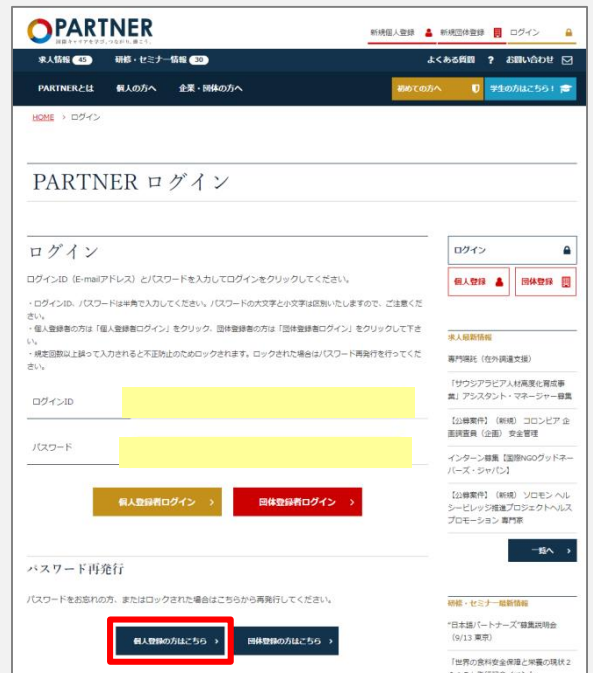 PARTNER
国際キャリアを学び、つながり、描こう。
新規個人登録 新規団体登録 ログイン
求人情報 45 研修・セミナー情報 30 よくある質問 ? お問い合わせ
PARTNERとは 個人の方へ 企業・団体の方へ 初めての方へ 学生の方はこちら!
HOME > ログイン
PARTNER ログイン
ログイン
ログインID(E-mailアドレス)とパスワードを入力してログインをクリックしてください。
・ログインID、パスワードは半角で入力してください。パスワードの大文字と小文字は区別いたしますので、ご注意くだ
さい。
・個人登録者の方は「個人登録者ログイン」をクリック、団体登録者の方は「団体登録者ログイン」をクリックして下さ
い。
・規定回数以上誤って入力されると不正防止のためロックされます。ロックされた場合はパスワード再発行を行ってくだ
さい。
ログインID
パスワード
個人登録者ログイン > 団体登録者ログイン >
パスワード再発行
パスワードをお忘れの方、またはロックされた場合はこちらから再発行してください。
個人登録の方はこちら > 団体登録の方はこちら >
ログイン
個人登録 団体登録
求人最新情報
専門嘱託(在外調達支援)
「サウジアラビア人材高度化育成事
業」アシスタント・マネージャー募集
【公募案件】(新規) コロンビア 企
画調査員(企画) 安全管理
インターン募集【国際NGOグッドネー
バーズ・ジャパン】
【公募案件】(新規) ソロモン ヘル
シービレッジ推進プロジェクトヘルス
プロモーション 専門家
一覧へ >
研修・セミナー最新情報
"日本語パートナーズ"募集説明会
(9/13 東京)
「世界の食料安全保障と栄養の現状2